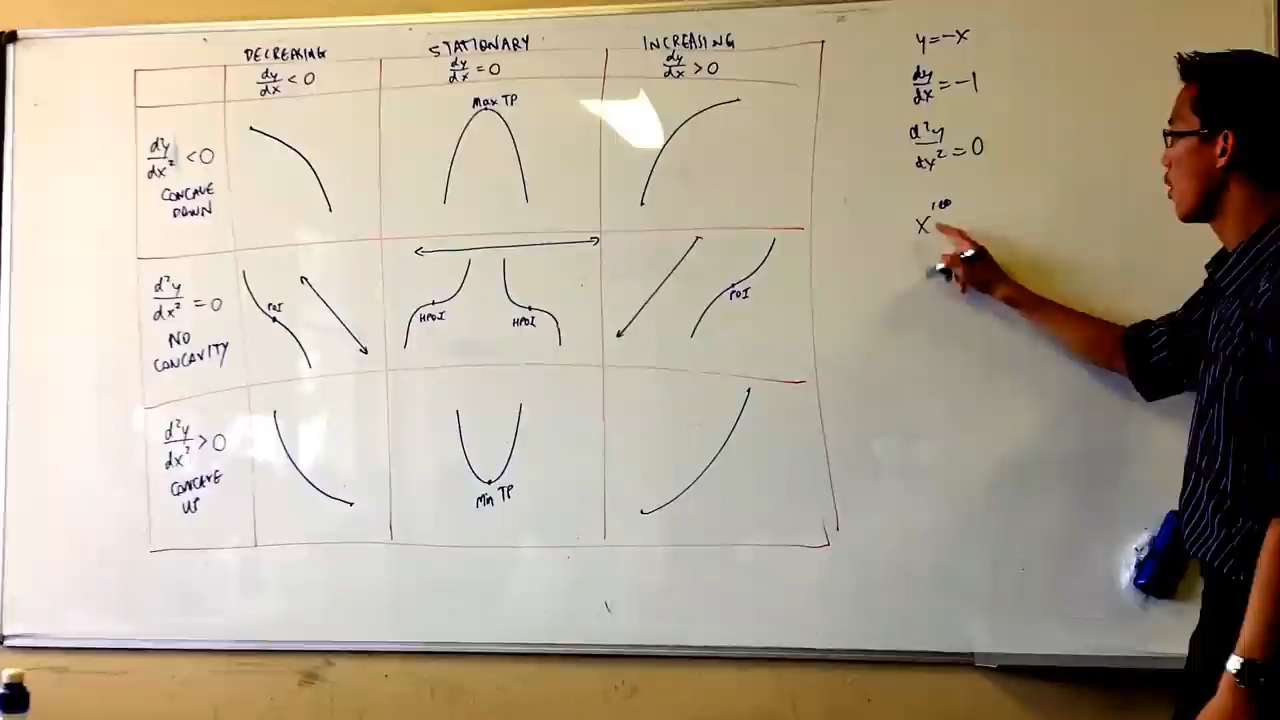 DECREASING
dy/dx < 0
STATIONARY
dy/dx = 0
INCREASING
dy/dx > 0
d²y/dx² < 0
CONCAVE
DOWN
Max TP
d²y/dx² = 0
NO
CONCAVITY
POI
HPOI
HPOI
POI
d²y/dx² > 0
CONCAVE
UP
Min TP
y = -x
dy/dx = -1
d²y/dx² = 0
x¹⁰⁰